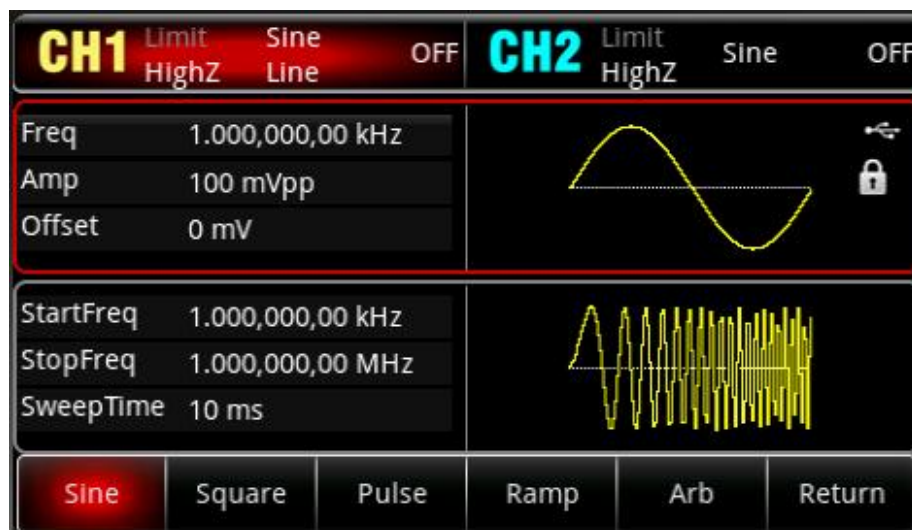 CH1 Limit Sine OFF CH2 Limit Sine OFF
HighZ Line HighZ
Freq 1.000,000,00 kHz
Amp 100 mVpp
Offset 0 mV
StartFreq 1.000,000,00 kHz
StopFreq 1.000,000,00 MHz
SweepTime 10 ms
Sine Square Pulse Ramp Arb Return